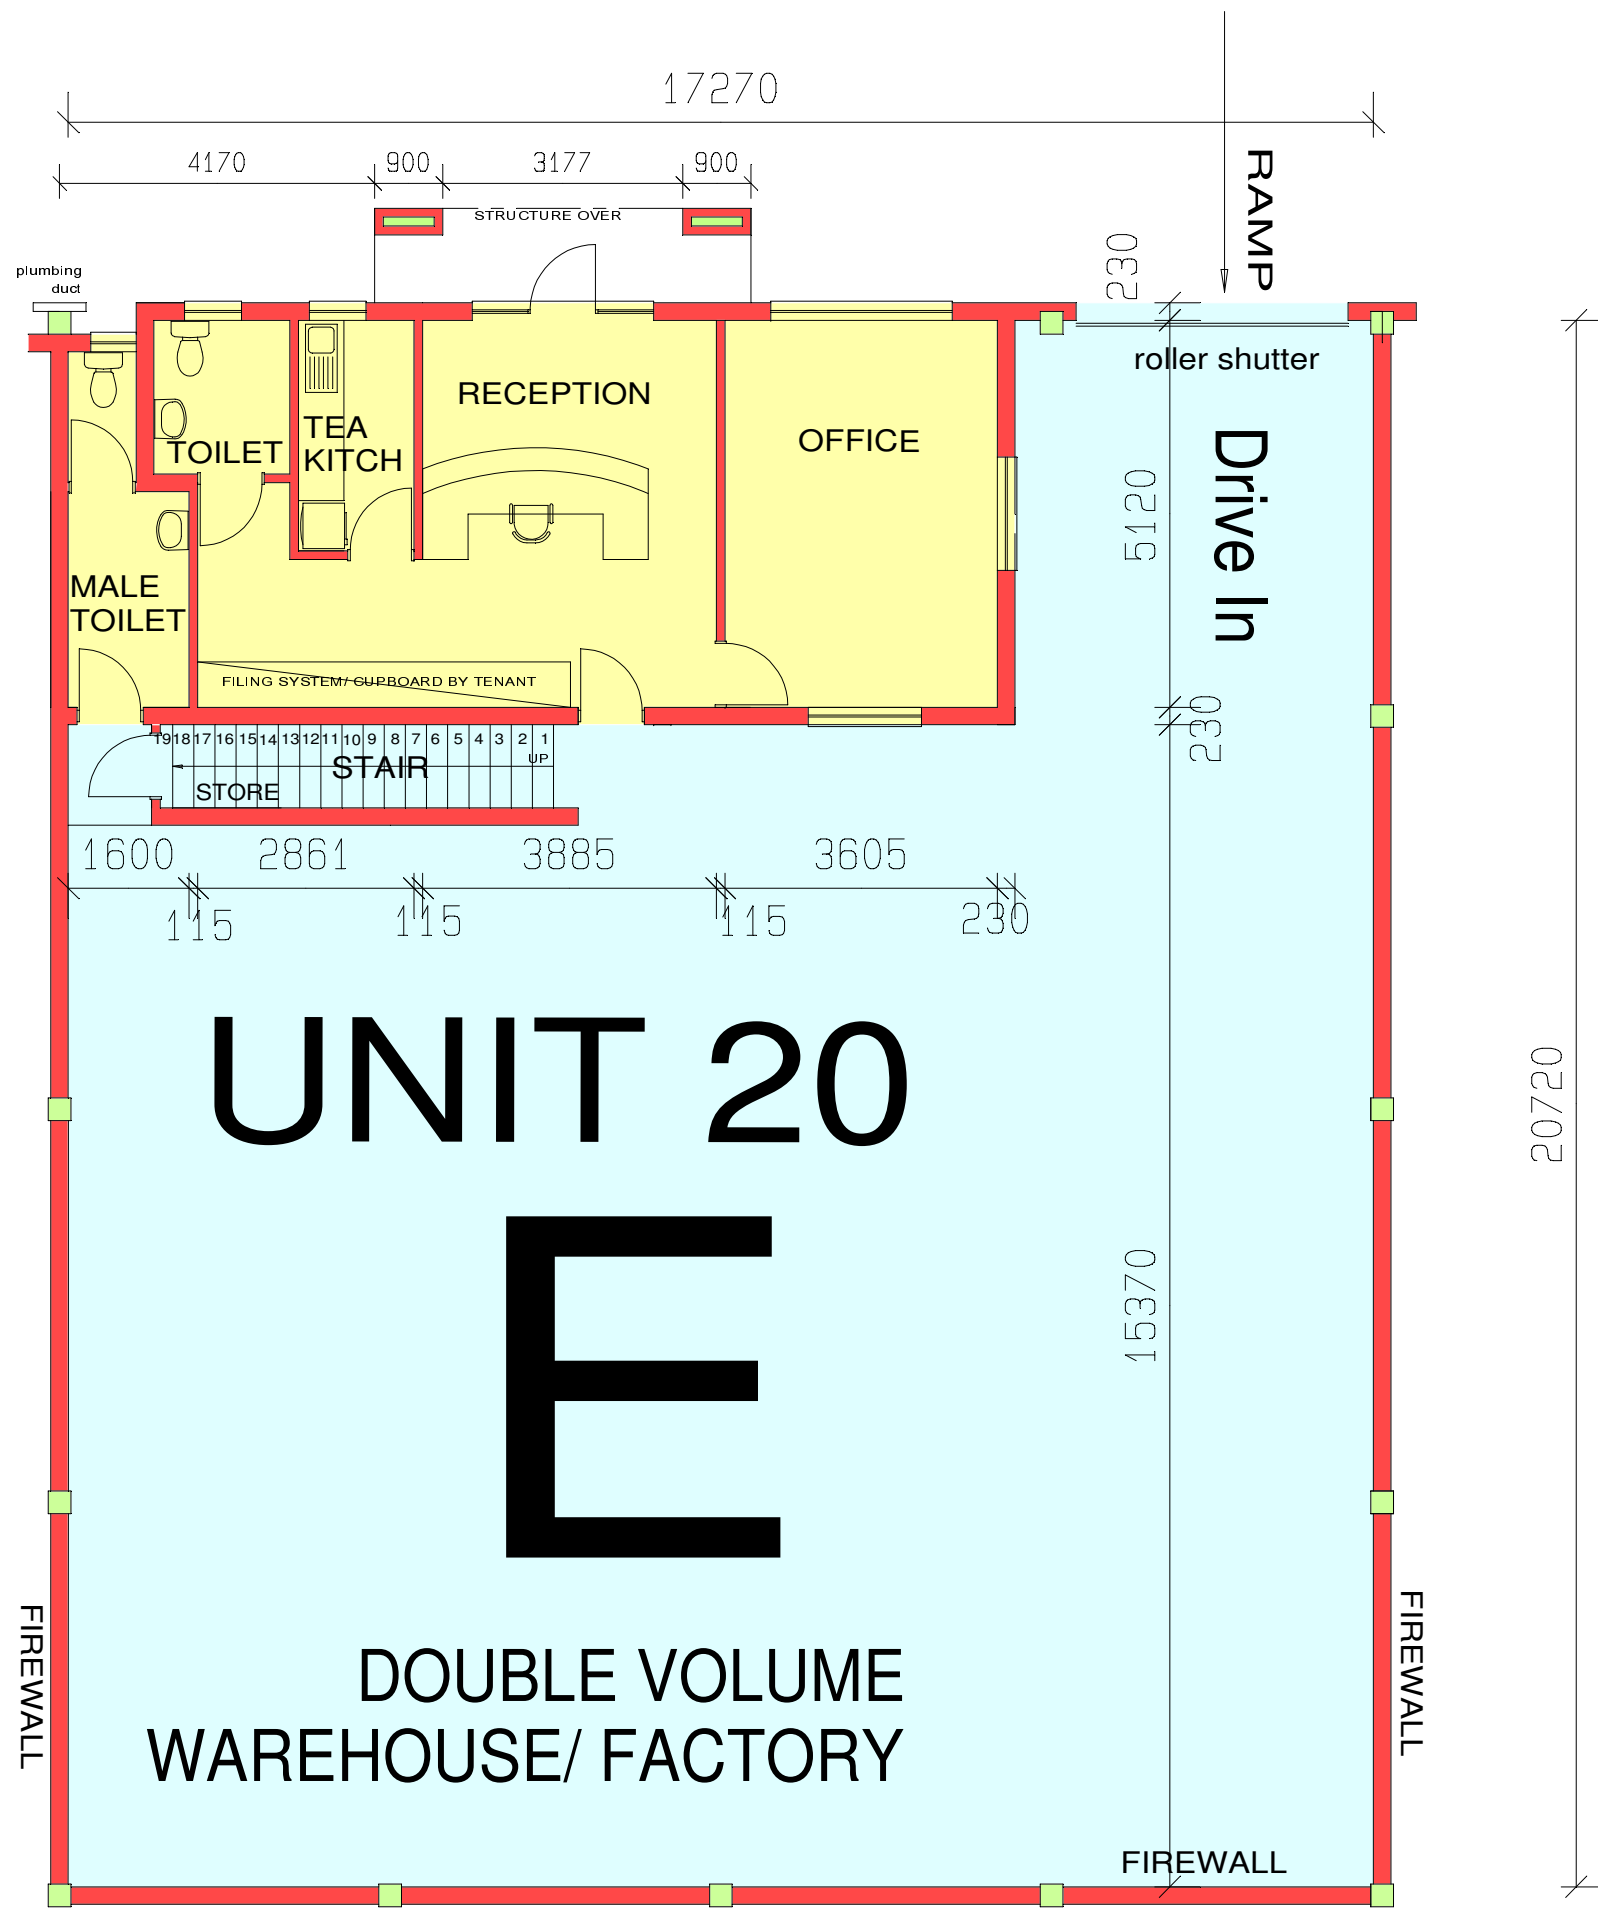 17270
4170
900
3177
900
STRUCTURE OVER
RAMP
230
plumbing
duct
roller shutter
RECEPTION
TEA
KITCH
TOILET
OFFICE
Drive In
5120
MALE
TOILET
FILING SYSTEM/ CUPBOARD BY TENANT
230
19 18 17 16 15 14 13 12 11 10 9 8 7 6 5 4 3 2 1
UP
STAIR
STORE
1600
2861
3885
3605
115
115
115
230
UNIT 20
20720
E
15370
FIREWALL
FIREWALL
DOUBLE VOLUME
WAREHOUSE/ FACTORY
FIREWALL